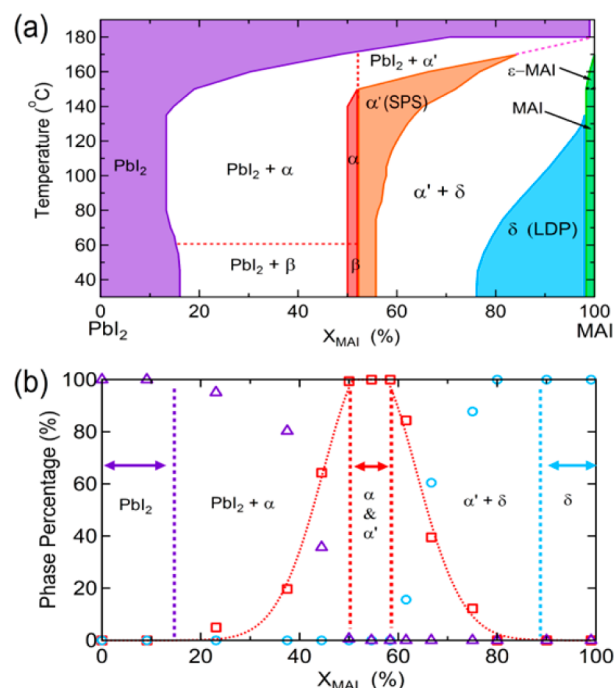 (a)
180
160
140
120
100
80
60
40
Temperature (°C)
PbI₂ + α'
ε−MAI
α'(SPS)
MAI
PbI₂
PbI₂ + α
α
α' + δ
δ (LDP)
PbI₂ + β
β
0 20 40 60 80 100
PbI₂ X_MAI (%) MAI
(b)
100
80
60
40
20
0
Phase Percentage (%)
PbI₂
PbI₂ + α
α
&
α'
α' + δ
δ
0 20 40 60 80 100
X_MAI (%)